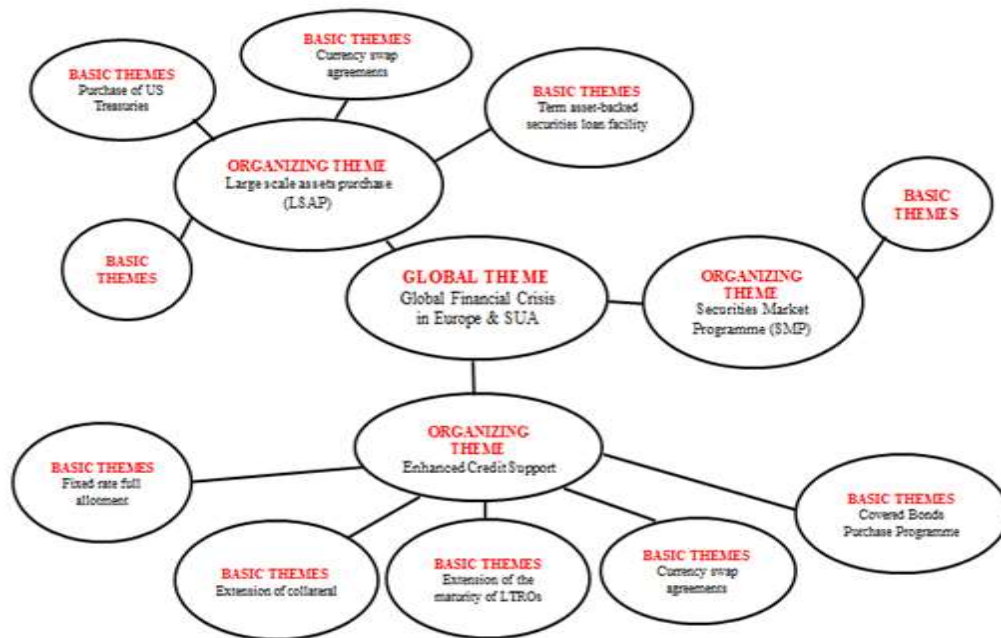 BASIC THEMES
Currency swap
agreements
BASIC THEMES
Purchase of US
Treasuries
BASIC THEMES
Term asset-backed
securities loan facility
ORGANIZING THEME
Large scale assets purchase
(LSAP)
BASIC
THEMES
BASIC
THEMES
GLOBAL THEME
Global Financial Crisis
in Europe & SUA
ORGANIZING
THEME
Securities Market
Programme (SMP)
ORGANIZING
THEME
Enhanced Credit Support
BASIC THEMES
Fixed rate full
allotment
BASIC THEMES
Covered Bonds
Purchase Programme
BASIC THEMES
Extension of collateral
BASIC THEMES
Extension of the
maturity of LTROs
BASIC THEMES
Currency swap
agreements